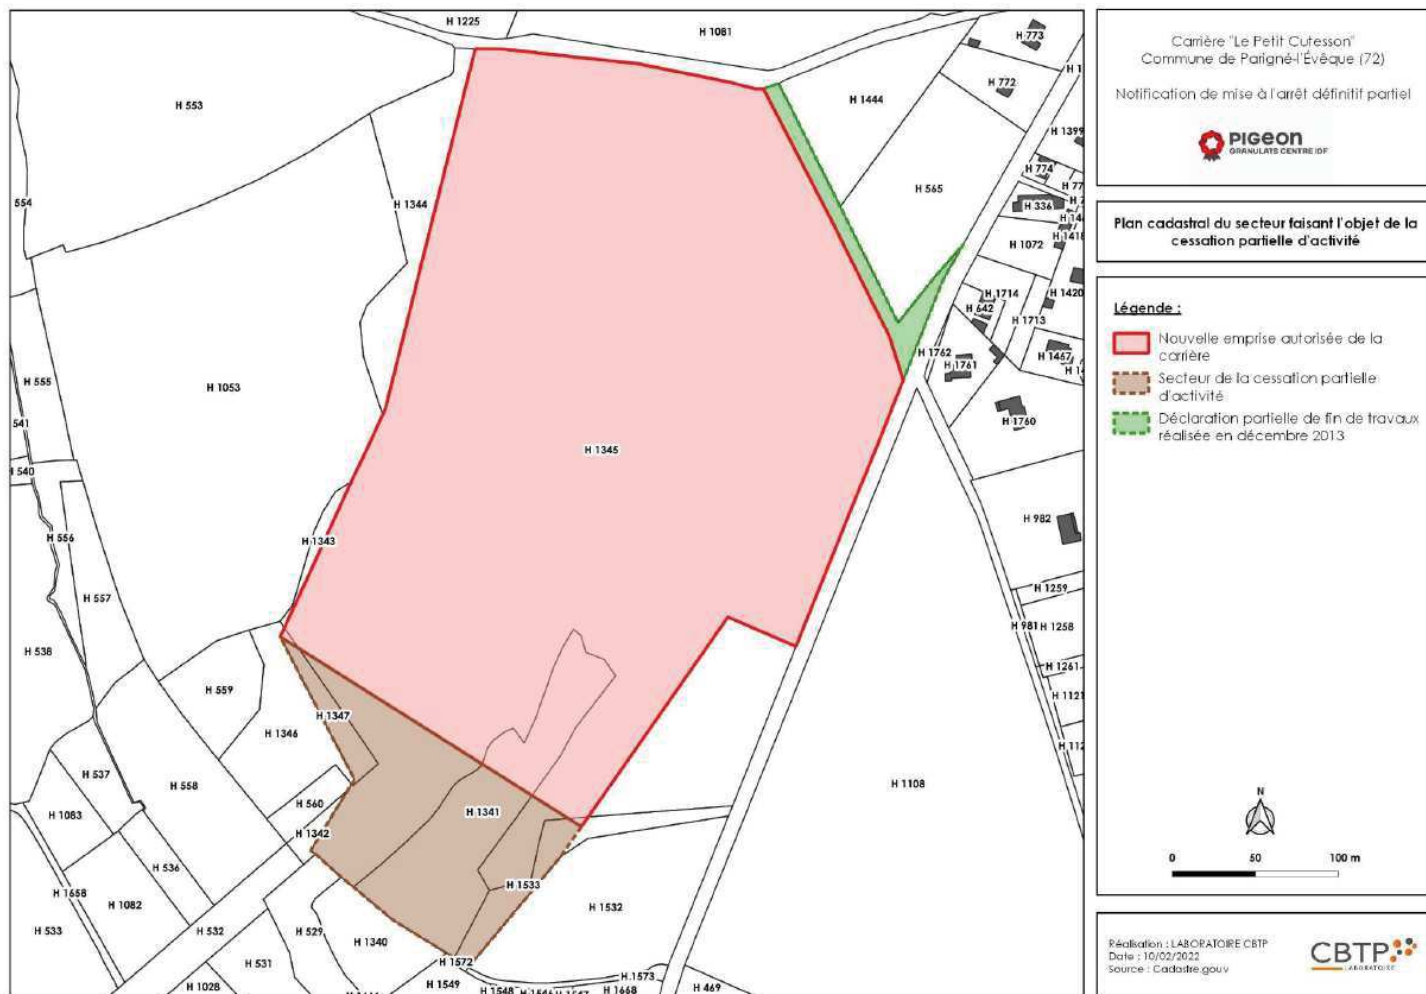 Carrière "Le Petit Cutesson"
Commune de Parigné-l'Évêque (72)
Notification de mise à l'arrêt définitif partiel
PIGeon
GRANULATS CENTRE IDF
Plan cadastral du secteur faisant l'objet de la
cessation partielle d'activité
Légende :
Nouvelle emprise autorisée de la
carrière
Secteur de la cessation partielle
d'activité
Déclaration partielle de fin de travaux
réalisée en décembre 2013
N
0 50 100 m
Réalisation : LABORATOIRE CBTP
Date : 10/02/2022
Source : Cadastre.gouv
CBTP
LABORATOIRE
H 1225
H 1081
H 773
H 553
H 772
H 1444
H 1399
H 774
H 565
554
H 1344
H 336
H 1418
H 1072
H 1714
H 1420
H 642
H 1713
H 1762
H 1761
H 1467
H 555
H 1053
541
H 1760
H 1345
H 540
H 982
H 556
H 1343
H 557
H 1259
H 981
H 1258
H 538
H 1261
H 559
H 1121
H 1347
H 1346
H 537
H 558
H 1108
H 560
H 1083
H 1341
H 1342
H 536
H 1533
H 1658
H 1082
H 1532
H 533
H 532
H 529
H 1340
H 531
H 1572
H 1573
H 1028
H 1549
H 1548
H 1668
H 469